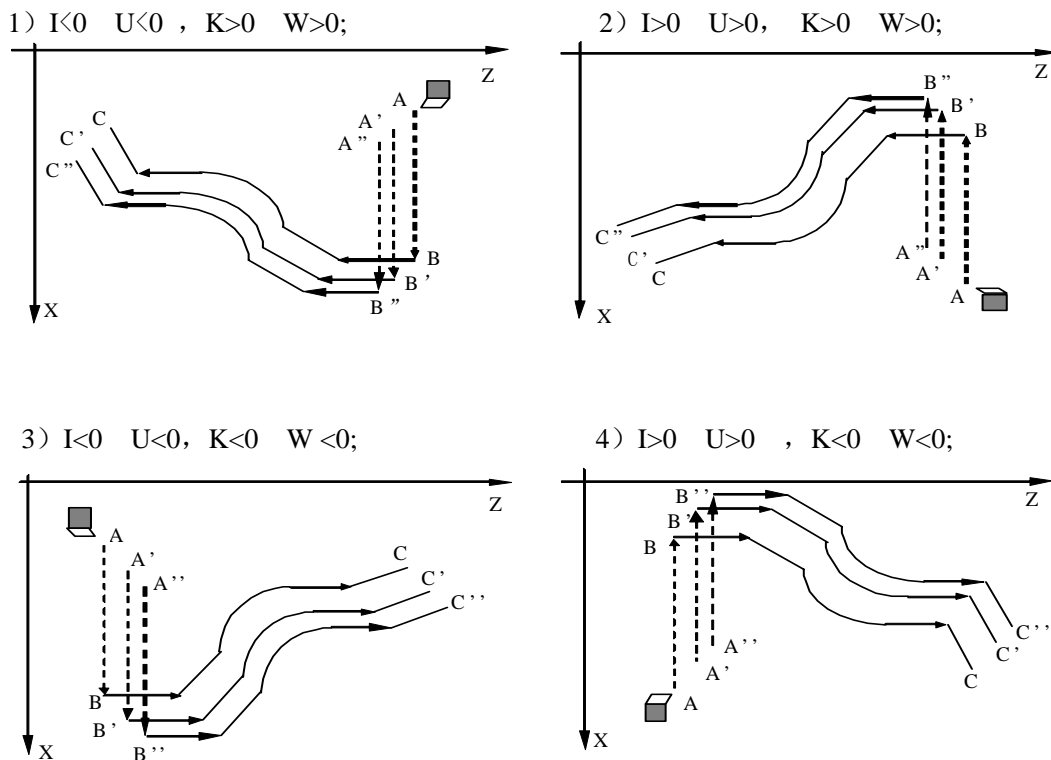 1）I<0 U<0 ，K>0 W>0;
Z
A
A’
A”
C
C’
C”
B
B’
B”
X
2）I>0 U>0， K>0 W>0;
Z
B”
B’
B
C”
C’
C
A”
A’
A
X
3）I<0 U<0，K<0 W <0;
Z
A
A’
A’’
C
C’
C’’
B
B’
B’’
X
4）I>0 U>0 ，K<0 W<0;
Z
B’’
B’
B
C’’
C’
C
A’’
A’
A
X